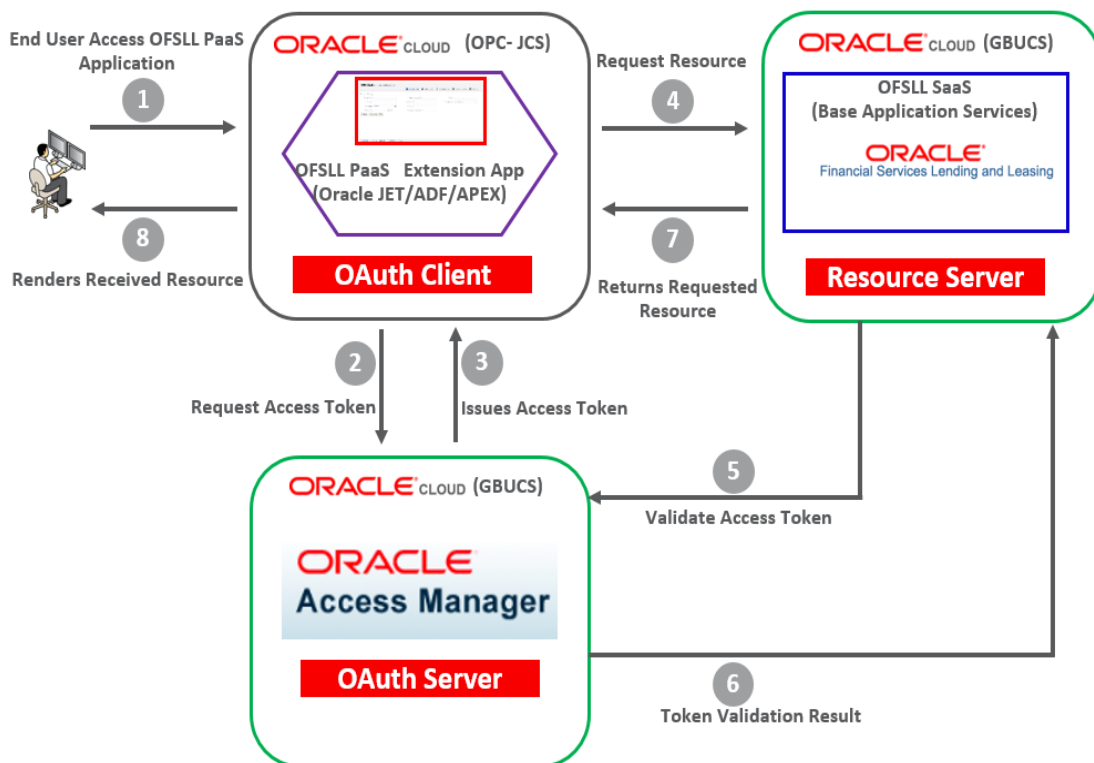 End User Access OFSLL PaaS
Application
1
8
Renders Received Resource
ORACLE CLOUD (OPC- JCS)
OFSLL PaaS Extension App
(Oracle JET/ADF/APEX)
OAuth Client
Request Resource
4
7
Returns Requested
Resource
ORACLE CLOUD (GBUCS)
OFSLL SaaS
(Base Application Services)
ORACLE
Financial Services Lending and Leasing
Resource Server
2
Request Access Token
3
Issues Access Token
5
Validate Access Token
ORACLE CLOUD (GBUCS)
ORACLE
Access Manager
OAuth Server
6
Token Validation Result